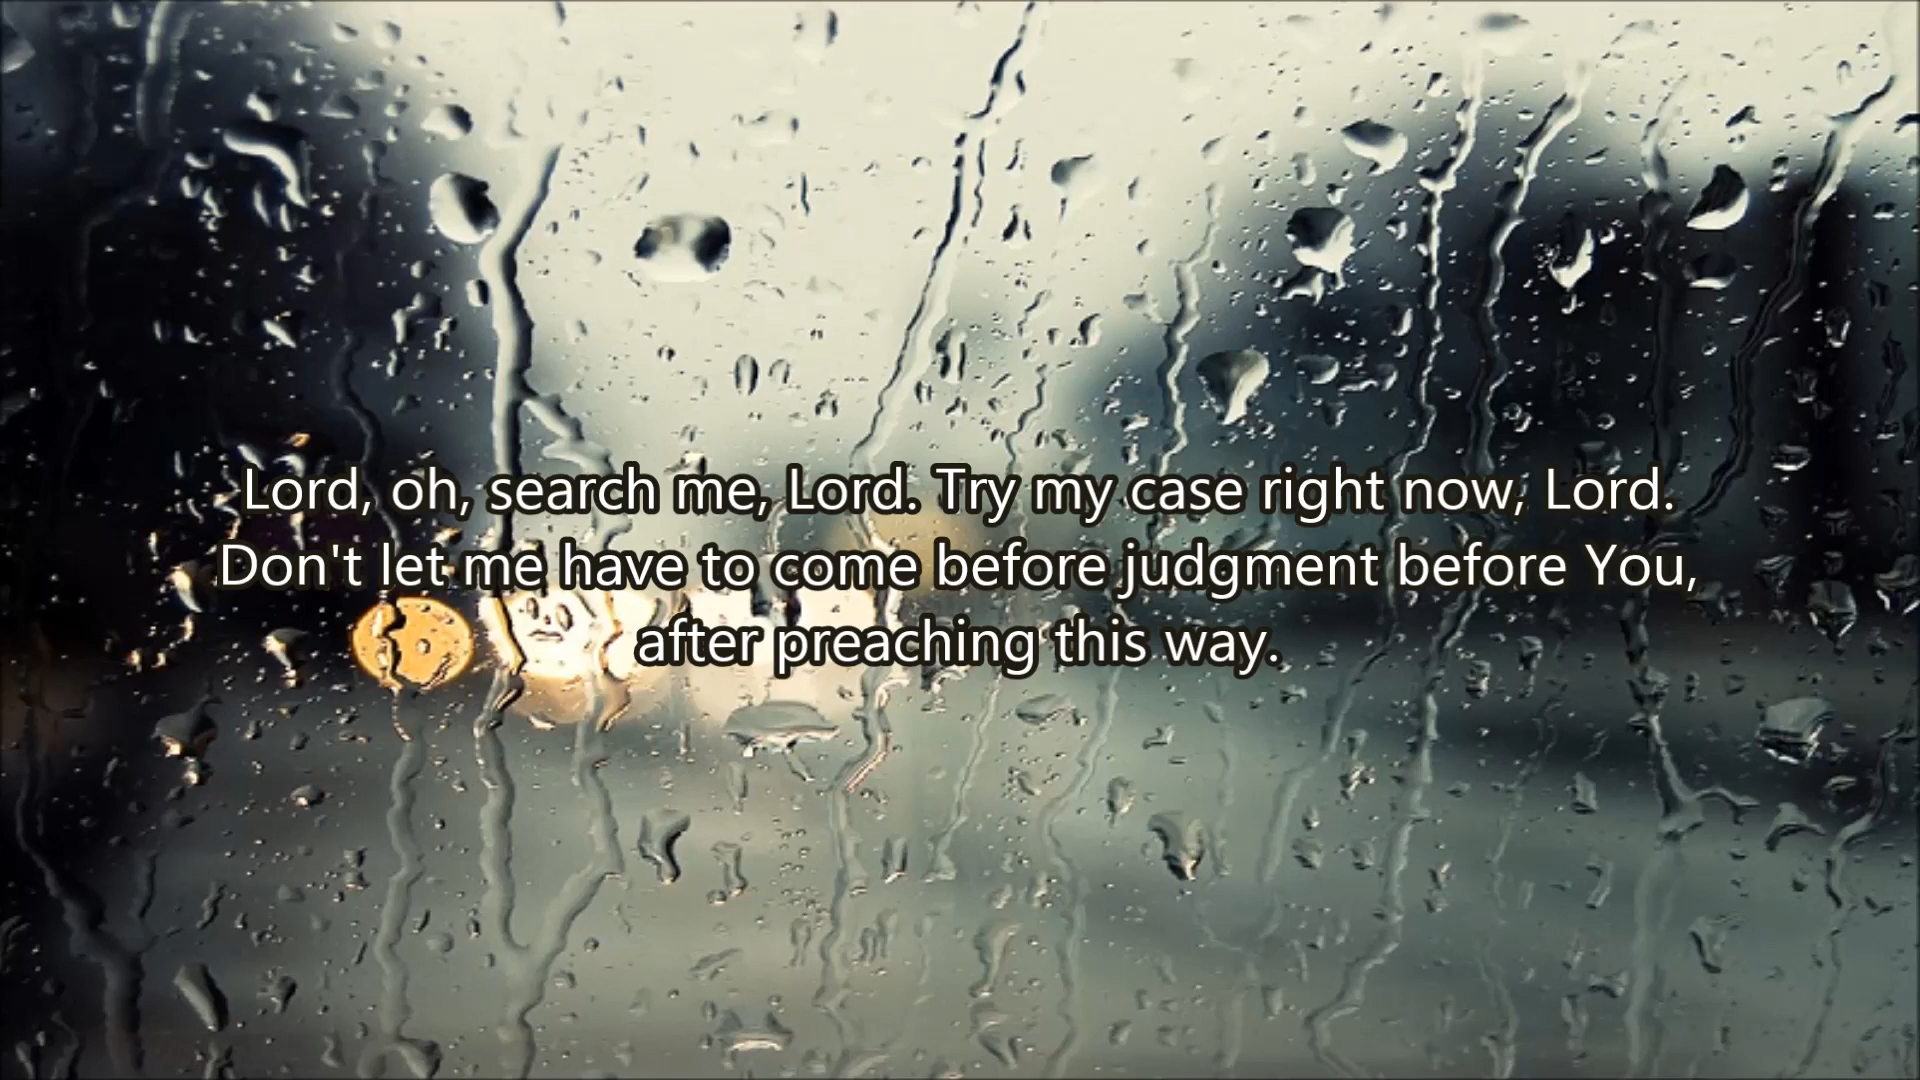 Lord, oh, search me, Lord. Try my case right now, Lord.
Don't let me have to come before judgment before You,
after preaching this way.